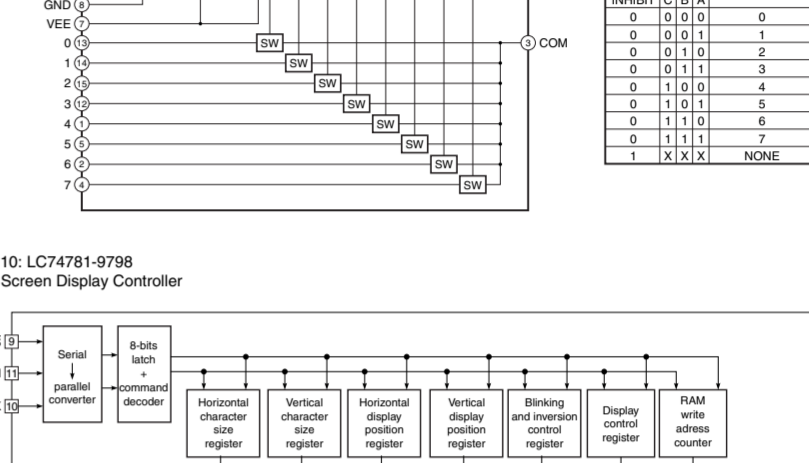 GND 8
VEE 7
0 13
SW
3 COM
1 14
SW
2 15
SW
3 12
SW
4 1
SW
5 5
SW
6 2
SW
7 4
SW
INHIBIT C B A
0 0 0 0 0
0 0 0 1 1
0 0 1 0 2
0 0 1 1 3
0 1 0 0 4
0 1 0 1 5
0 1 1 0 6
0 1 1 1 7
1 X X X NONE
10: LC74781-9798
Screen Display Controller
9
11
10
Serial
parallel
converter
8-bits
latch
+
command
decoder
Horizontal
character
size
register
Vertical
character
size
register
Horizontal
display
position
register
Vertical
display
position
register
Blinking
and inversion
control
register
Display
control
register
RAM
write
adress
counter